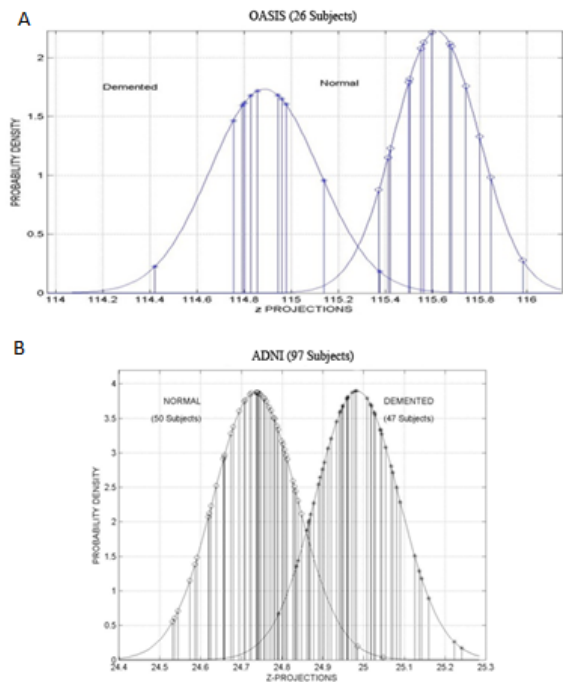 A
OASIS (26 Subjects)
Demented
Normal
PROBABILITY DENSITY
2
1.5
1
0.5
0
114 114.2 114.4 114.6 114.8 115 115.2 115.4 115.6 115.8 116
z PROJECTIONS
B
ADNI (97 Subjects)
NORMAL
(50 Subjects)
DEMENTED
(47 Subjects)
PROBABILITY DENSITY
4
3.5
3
2.5
2
1.5
1
0.5
0
24.4 24.5 24.6 24.7 24.8 24.9 25 25.1 25.2 25.3
Z-PROJECTIONS